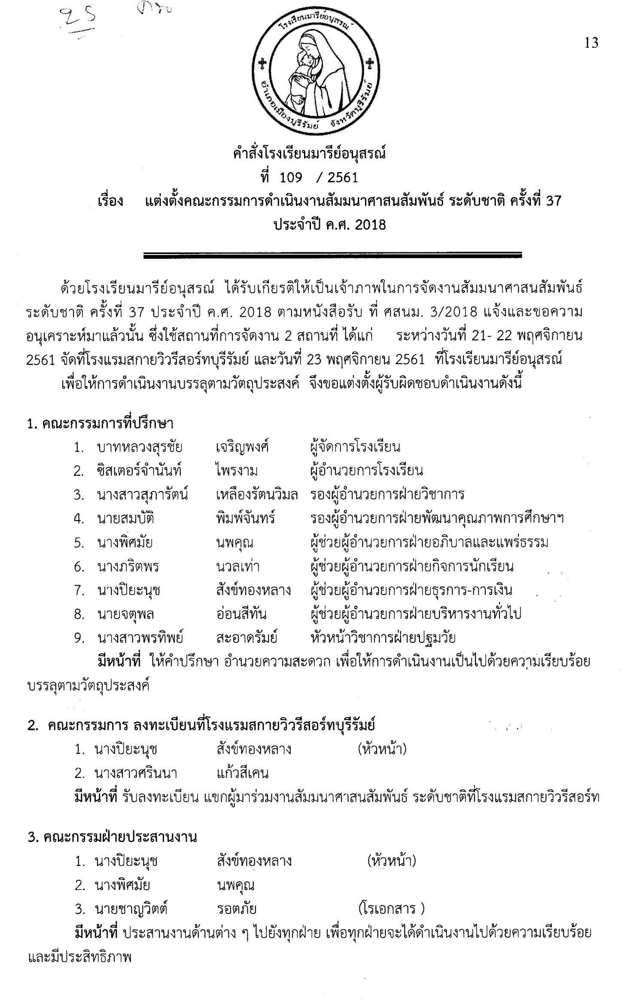 25
โรงเรียนมารีย์อนุสรณ์
อำเภอเมืองบุรีรัมย์ จังหวัดบุรีรัมย์
13
คำสั่งโรงเรียนมารีย์อนุสรณ์
ที่ 109 / 2561
เรื่อง แต่งตั้งคณะกรรมการดำเนินงานสัมมนาศาสนสัมพันธ์ ระดับชาติ ครั้งที่ 37
ประจำปี ค.ศ. 2018
ด้วยโรงเรียนมารีย์อนุสรณ์ ได้รับเกียรติให้เป็นเจ้าภาพในการจัดงานสัมมนาศาสนสัมพันธ์
ระดับชาติ ครั้งที่ 37 ประจำปี ค.ศ. 2018 ตามหนังสือรับ ที่ ศสนม. 3/2018 แจ้งและขอความ
อนุเคราะห์มาแล้วนั้น ซึ่งใช้สถานที่การจัดงาน 2 สถานที่ ได้แก่ ระหว่างวันที่ 21- 22 พฤศจิกายน
2561 จัดที่โรงแรมสกายวิวรีสอร์ทบุรีรัมย์ และวันที่ 23 พฤศจิกายน 2561 ที่โรงเรียนมารีย์อนุสรณ์
เพื่อให้การดำเนินงานบรรลุตามวัตถุประสงค์ จึงขอแต่งตั้งผู้รับผิดชอบดำเนินงานดังนี้
1. คณะกรรมการที่ปรึกษา
1. บาทหลวงสุรชัย เจริญพงศ์ ผู้จัดการโรงเรียน
2. ซิสเตอร์จำนันท์ ไพรงาม ผู้อำนวยการโรงเรียน
3. นางสาวสุภารัตน์ เหลืองรัตนวิมล รองผู้อำนวยการฝ่ายวิชาการ
4. นายสมบัติ พิมพ์จันทร์ รองผู้อำนวยการฝ่ายพัฒนาคุณภาพการศึกษาฯ
5. นางพิศมัย นพคุณ ผู้ช่วยผู้อำนวยการฝ่ายอภิบาลและแพร่ธรรม
6. นางภริตพร นวลเท่า ผู้ช่วยผู้อำนวยการฝ่ายกิจการนักเรียน
7. นางปิยะนุช สังข์ทองหลาง ผู้ช่วยผู้อำนวยการฝ่ายธุรการ-การเงิน
8. นายจตุพล อ่อนสีทัน ผู้ช่วยผู้อำนวยการฝ่ายบริหารงานทั่วไป
9. นางสาวพรทิพย์ สะอาดรัมย์ หัวหน้าวิชาการฝ่ายปฐมวัย
มีหน้าที่ ให้คำปรึกษา อำนวยความสะดวก เพื่อให้การดำเนินงานเป็นไปด้วยความเรียบร้อย
บรรลุตามวัตถุประสงค์
2. คณะกรรมการ ลงทะเบียนที่โรงแรมสกายวิวรีสอร์ทบุรีรัมย์
1. นางปิยะนุช สังข์ทองหลาง (หัวหน้า)
2. นางสาวศรินนา แก้วสีเคน
มีหน้าที่ รับลงทะเบียน แขกผู้มาร่วมงานสัมมนาศาสนสัมพันธ์ ระดับชาติที่โรงแรมสกายวิวรีสอร์ท
3. คณะกรรมฝ่ายประสานงาน
1. นางปิยะนุช สังข์ทองหลาง (หัวหน้า)
2. นางพิศมัย นพคุณ
3. นายชาญวิตต์ รอตภัย (โรเอกสาร )
มีหน้าที่ ประสานงานด้านต่าง ๆ ไปยังทุกฝ่าย เพื่อทุกฝ่ายจะได้ดำเนินงานไปด้วยความเรียบร้อย
และมีประสิทธิภาพ